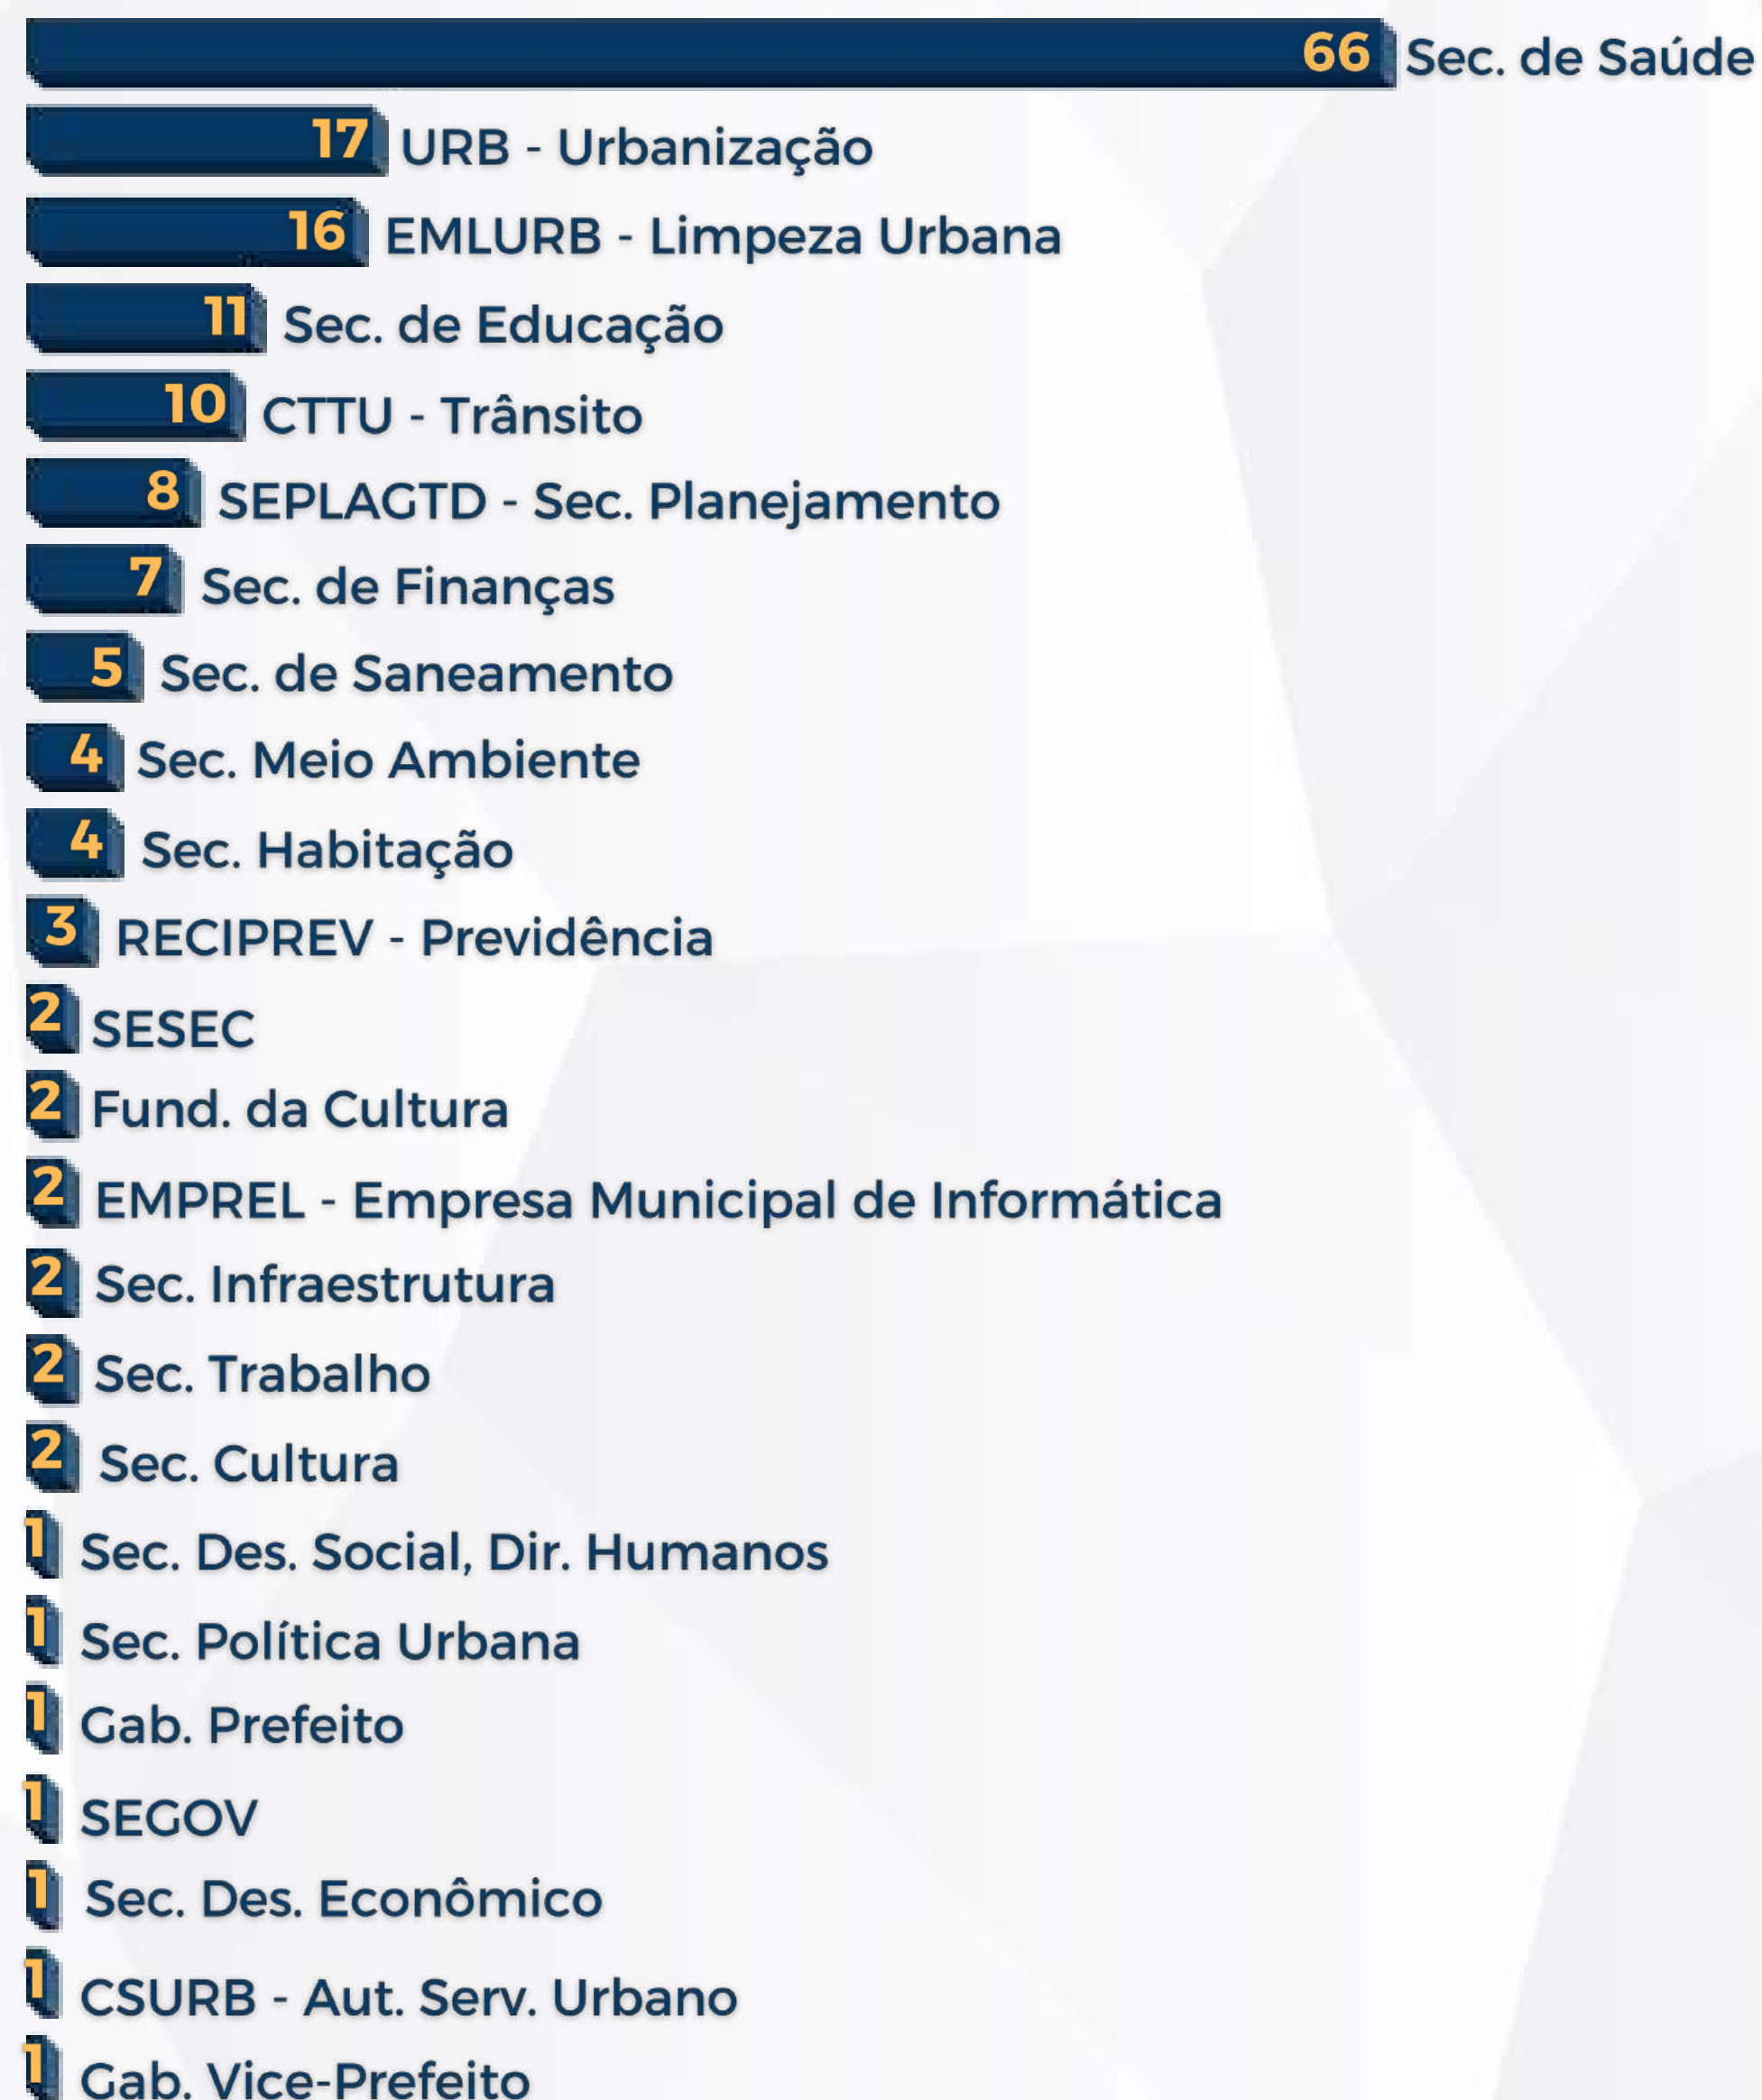 66 Sec. de Saúde
17 URB - Urbanização
16 EMLURB - Limpeza Urbana
11 Sec. de Educação
10 CTTU - Trânsito
8 SEPLAGTD - Sec. Planejamento
7 Sec. de Finanças
5 Sec. de Saneamento
4 Sec. Meio Ambiente
4 Sec. Habitação
3 RECIPREV - Previdência
2 SESEC
2 Fund. da Cultura
2 EMPREL - Empresa Municipal de Informática
2 Sec. Infraestrutura
2 Sec. Trabalho
2 Sec. Cultura
1 Sec. Des. Social, Dir. Humanos
1 Sec. Política Urbana
1 Gab. Prefeito
1 SEGOV
1 Sec. Des. Econômico
1 CSURB - Aut. Serv. Urbano
1 Gab. Vice-Prefeito